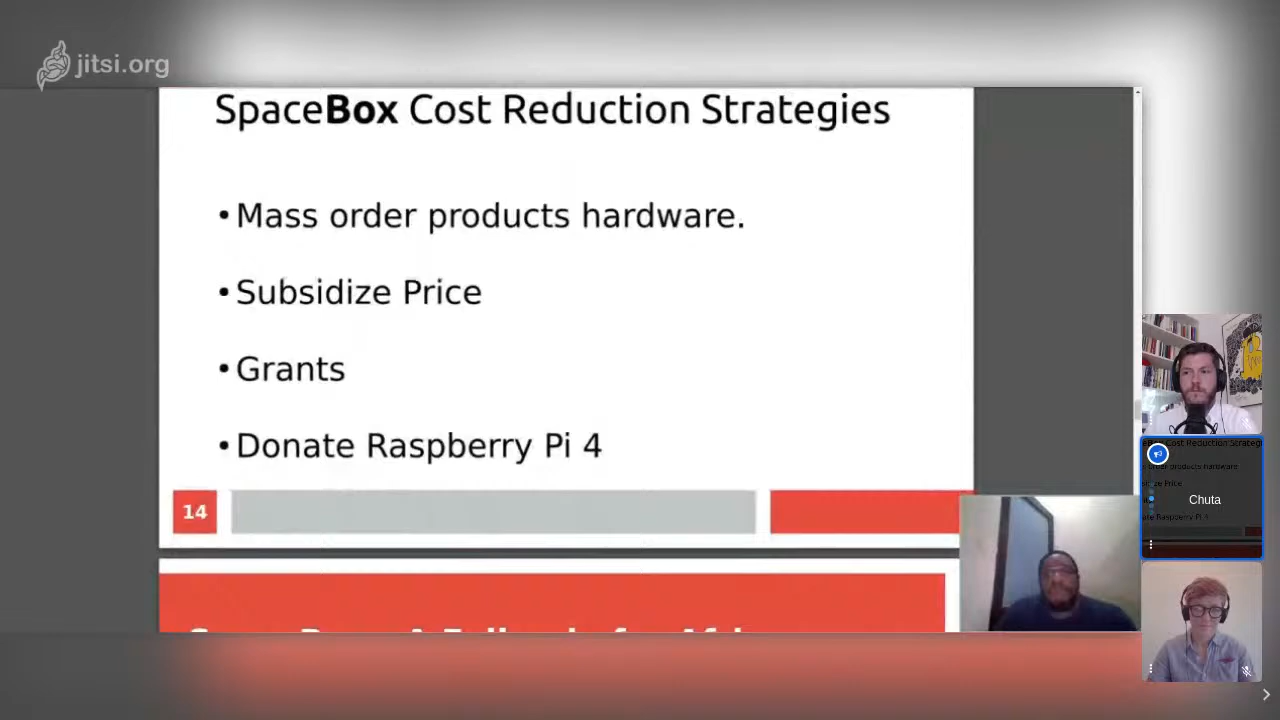 jitsi.org
SpaceBox Cost Reduction Strategies
• Mass order products hardware.
• Subsidize Price
• Grants
• Donate Raspberry Pi 4
14
Chuta